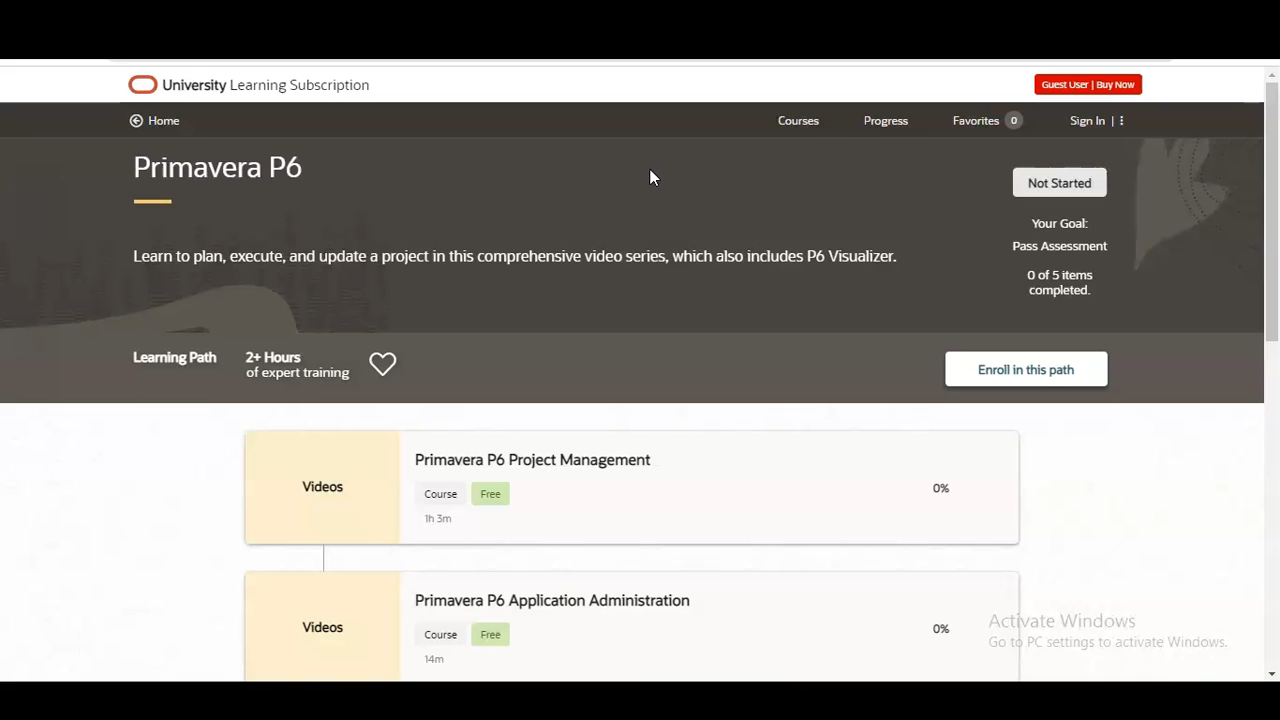 University Learning Subscription
Guest User | Buy Now
Home
Courses
Progress
Favorites 0
Sign In |
Primavera P6
Not Started
Your Goal:
Pass Assessment
Learn to plan, execute, and update a project in this comprehensive video series, which also includes P6 Visualizer.
0 of 5 items
completed.
Learning Path
2+ Hours
of expert training
Enroll in this path
Videos
Primavera P6 Project Management
Course
Free
1h 3m
0%
Videos
Primavera P6 Application Administration
Course
Free
14m
0%
Activate Windows
Go to PC settings to activate Windows.